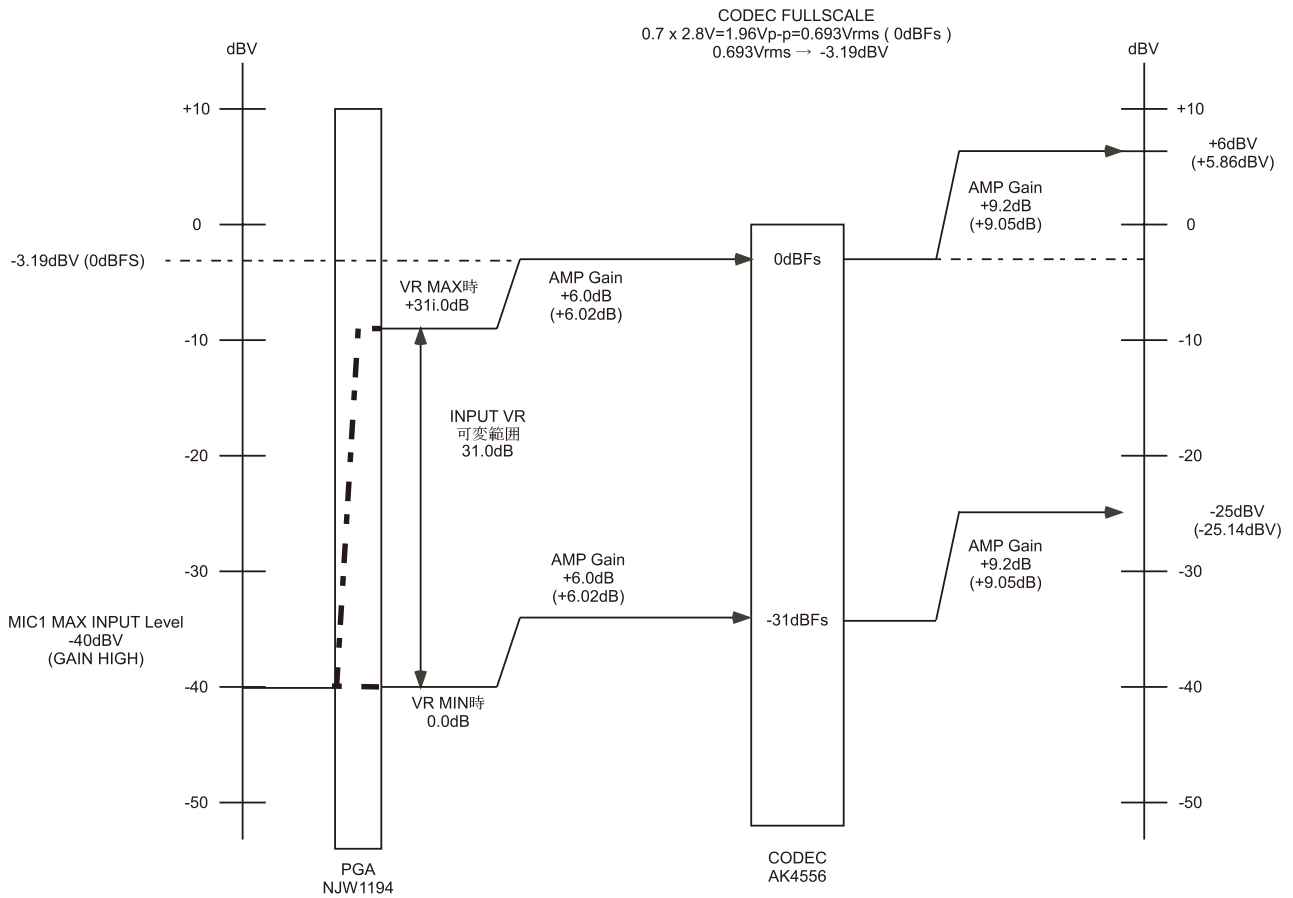 CODEC FULLSCALE
0.7 x 2.8V=1.96Vp-p=0.693Vrms ( 0dBFs )
0.693Vrms → -3.19dBV
dBV
dBV
+10
+10
+6dBV
(+5.86dBV)
AMP Gain
+9.2dB
(+9.05dB)
0
0
-3.19dBV (0dBFS)
0dBFs
VR MAX時
+31i.0dB
AMP Gain
+6.0dB
(+6.02dB)
-10
-10
INPUT VR
可変範囲
31.0dB
-20
-20
-25dBV
(-25.14dBV)
AMP Gain
+9.2dB
(+9.05dB)
AMP Gain
+6.0dB
(+6.02dB)
-30
-30
MIC1 MAX INPUT Level
-40dBV
(GAIN HIGH)
-31dBFs
-40
-40
VR MIN時
0.0dB
-50
-50
PGA
NJW1194
CODEC
AK4556